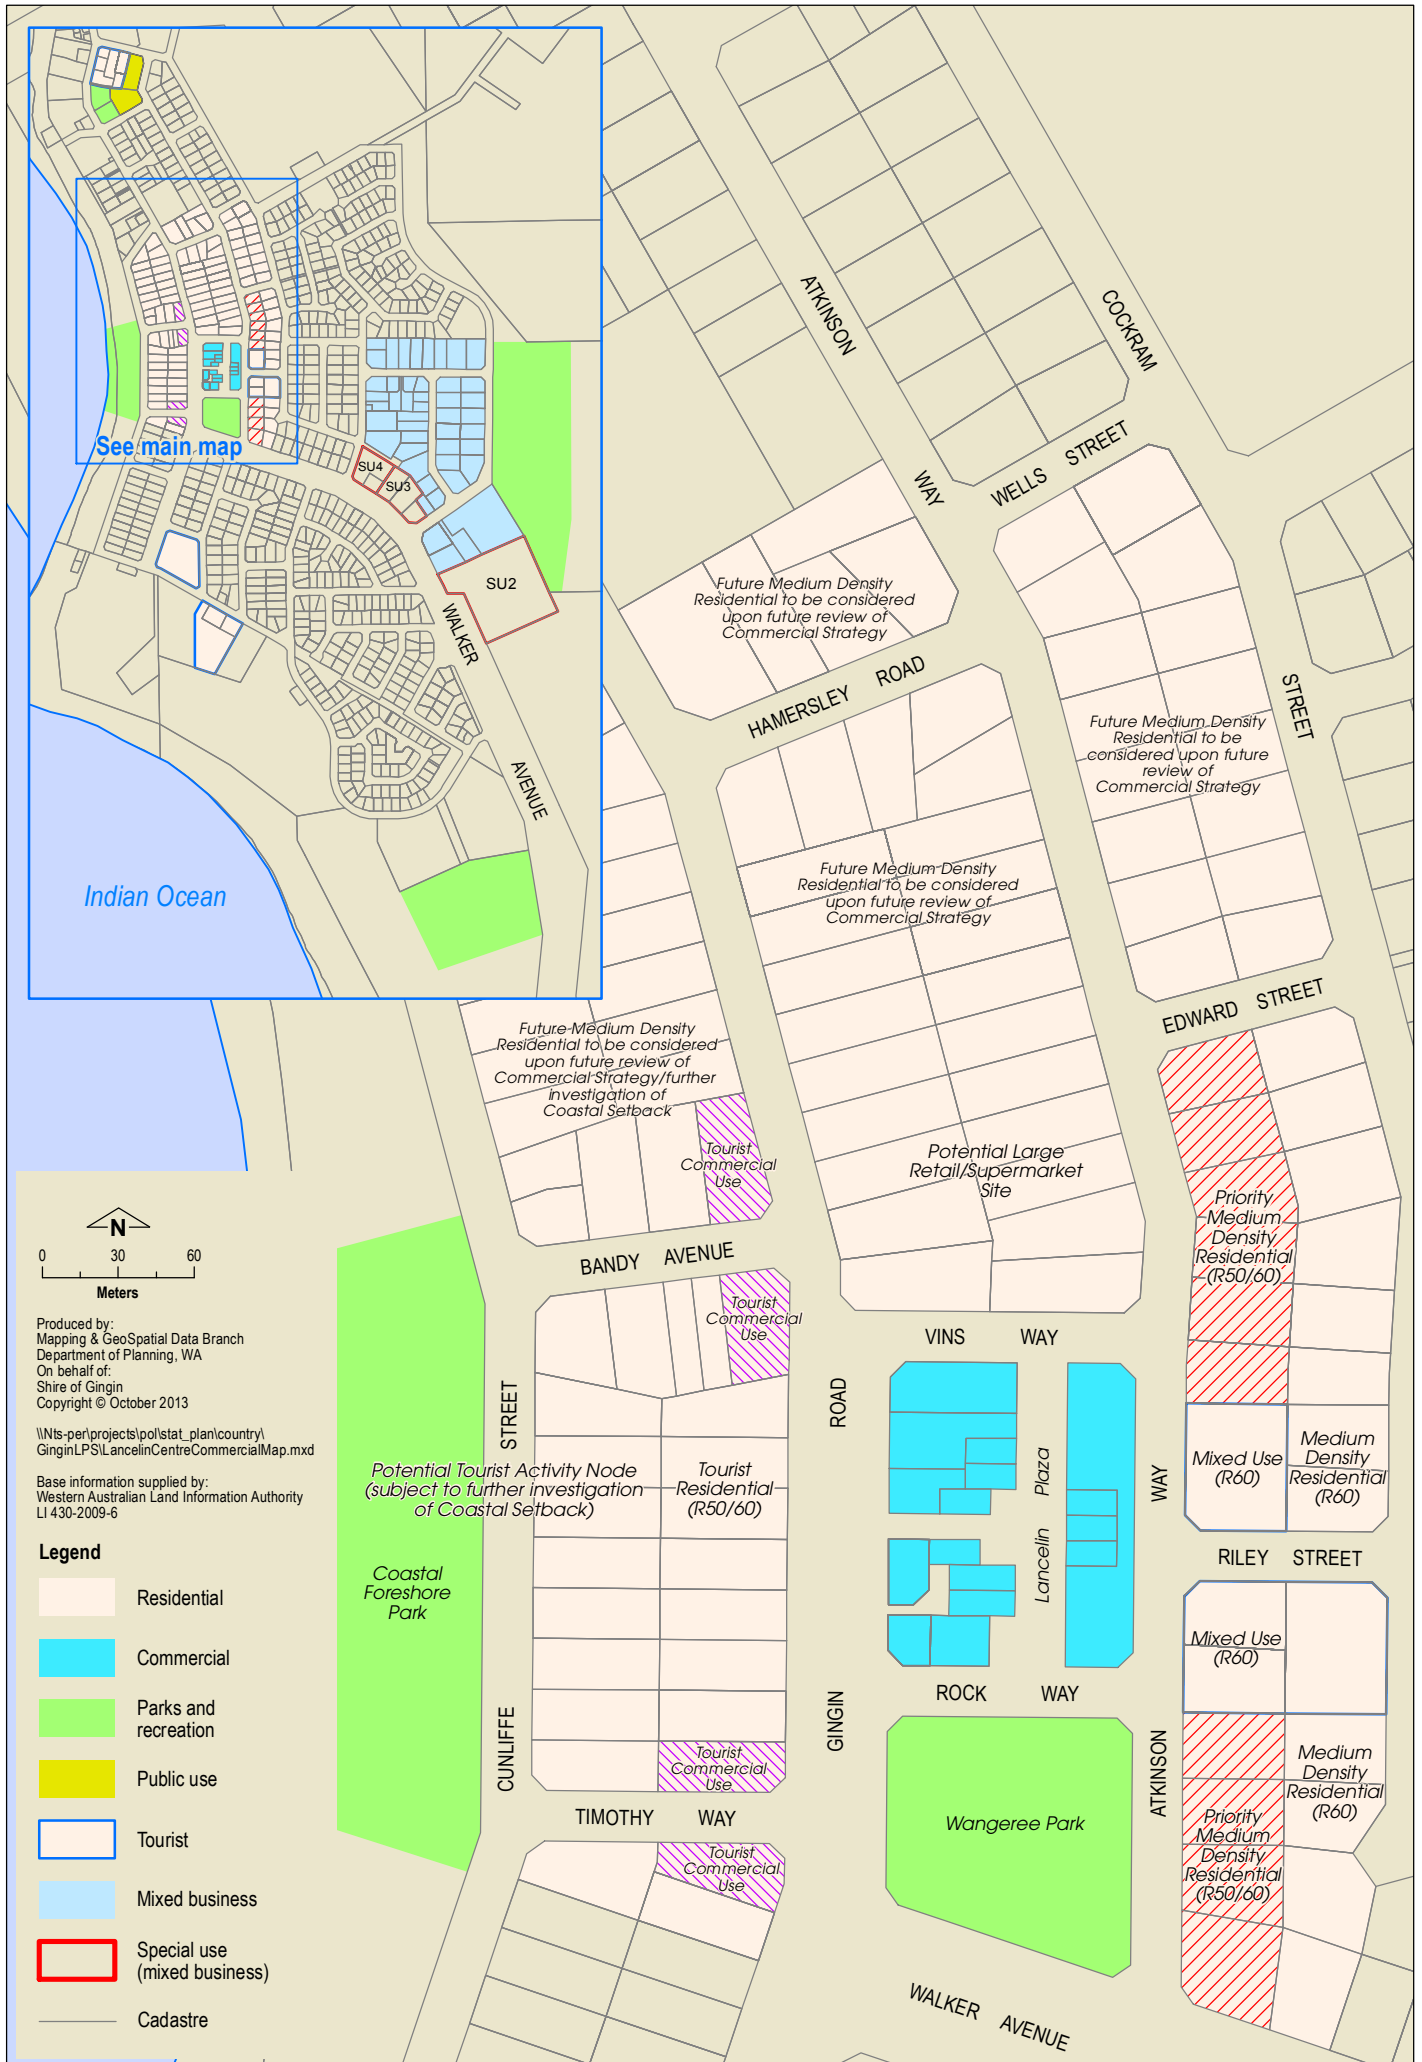 See main map
SU4
SU3
SU2
WALKER
AVENUE
Indian Ocean
ATKINSON
WAY
COCKRAM
STREET
WELLS STREET
Future Medium Density
Residential to be considered
upon future review of
Commercial Strategy
HAMERSLEY ROAD
Future Medium Density
Residential to be
considered upon future
review of
Commercial Strategy
Future Medium Density
Residential to be considered
upon future review of
Commercial Strategy
EDWARD STREET
Future Medium Density
Residential to be considered
upon future review of
Commercial Strategy/further
investigation of
Coastal Setback
Tourist
Commercial
Use
Potential Large
Retail/Supermarket
Site
Priority
Medium
Density
Residential
(R50/60)
BANDY AVENUE
Tourist
Commercial
Use
VINS WAY
STREET
ROAD
Plaza
Lancelin
WAY
Mixed Use
(R60)
Medium
Density
Residential
(R60)
Potential Tourist Activity Node
(subject to further investigation
of Coastal Setback)
Tourist
Residential
(R50/60)
RILEY STREET
Coastal
Foreshore
Park
Mixed Use
(R60)
ROCK WAY
CUNLIFFE
GINGIN
ATKINSON
Tourist
Commercial
Use
Medium
Density
Residential
(R60)
TIMOTHY WAY
Wangeree Park
Priority
Medium
Density
Residential
(R50/60)
Tourist
Commercial
Use
WALKER AVENUE
N
0 30 60
Meters
Produced by:
Mapping & GeoSpatial Data Branch
Department of Planning, WA
On behalf of:
Shire of Gingin
Copyright © October 2013
\\Nts-per\projects\pol\stat_plan\country\
GinginLPS\LancelinCentreCommercialMap.mxd
Base information supplied by:
Western Australian Land Information Authority
LI 430-2009-6
Legend
Residential
Commercial
Parks and
recreation
Public use
Tourist
Mixed business
Special use
(mixed business)
Cadastre